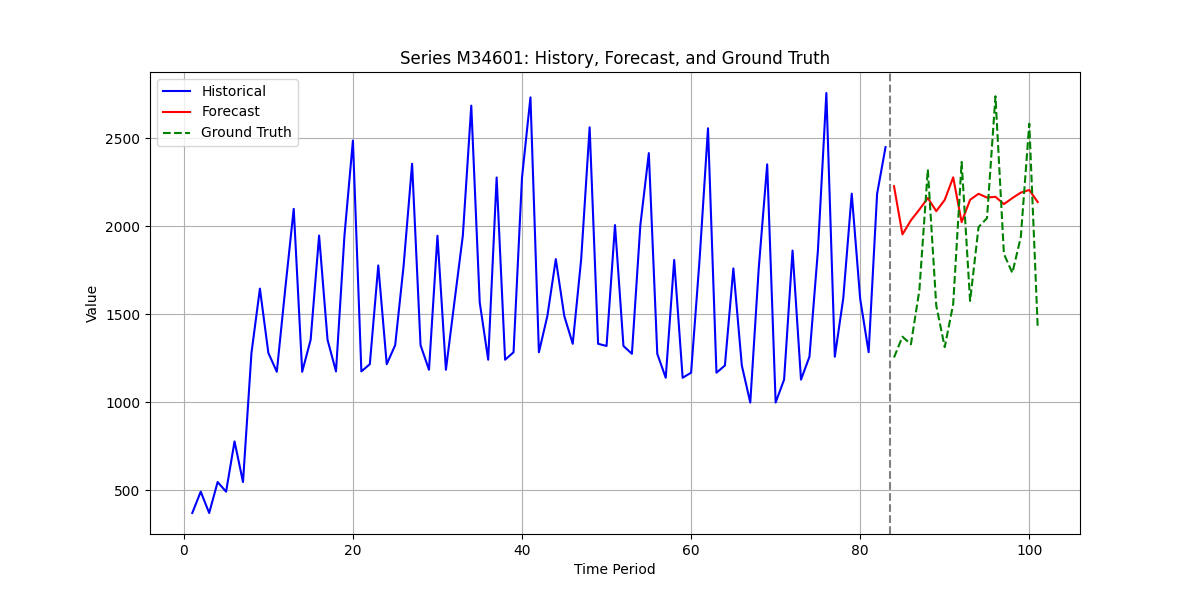 Series M34601: History, Forecast, and Ground Truth
Historical
Forecast
Ground Truth
2500
2000
1500
1000
500
Value
0 20 40 60 80 100
Time Period